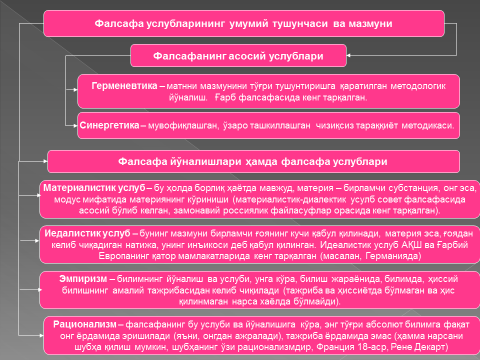 Фалсафа услубларининг умумий тушунчаси ва мазмуни
Фалсафанинг асосий услублари
Герменевтика – матнни мазмунини тўғри тушунтиришга қаратилган методологик
йўналиш. Ғарб фалсафасида кенг тарқалган.
Синергетика – мувофиқлашган, ўзаро ташкиллашган чизиқсиз тараққиёт методикаси.
Фалсафа йўналишлари ҳамда фалсафа услублари
Материалистик услуб – бу ҳолда борлиқ ҳаётда мавжуд, материя – бирламчи субстанция, онг эса,
модус мифатида материянинг кўриниши (материалистик-диалектик усулб совет фалсафасида
асосий бўлиб келган, замонавий россиялик файласуфлар орасида кенг тарқалган).
Иедалистик услуб – бунинг мазмуни бирламчи ғоянинг кучи қабул қилинади, материя эса, ғоядан
келиб чиқадиган натижа, унинг инъикоси деб қабул қилинган. Идеалистик услуб АҚШ ва Ғарбий
Европанинг қатор мамлакатларида кенг тарқалган (масалан, Германияда)
Эмпиризм – билимнинг йўналиш ва услуби, унга кўра, билиш жараёнида, билимда, ҳиссий
билишнинг амалий тажрибасидан келиб чиқилади (тажриба ва ҳиссиётда бўлмаган ва ҳис
қилинмаган нарса хаёлда бўлмайди).
Рационализм – фалсафанинг бу услуби ва йўналишига кўра, энг тўғри абсолют билимга фақат
онг ёрдамида эришилади (яъни, онгдан ажралади), тажриба ёрдамида эмас (ҳамма нарсани
шубҳа қилиш мумкин, шубҳанинг ўзи рационализмдир, Франция 18-аср, Рене Декарт)